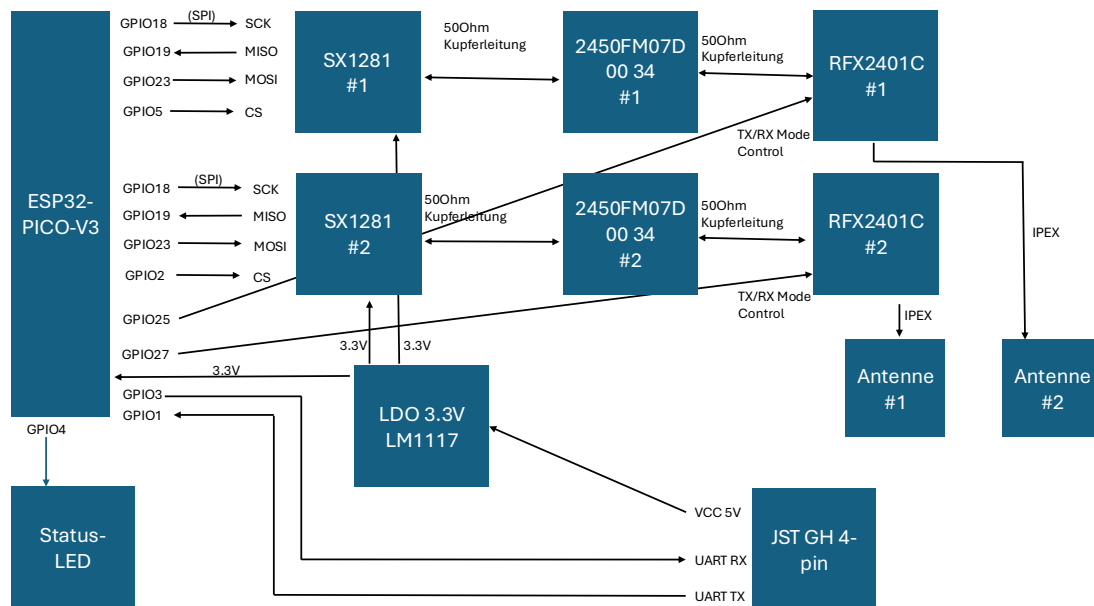 GPIO18
(SPI)
SCK
GPIO19
MISO
GPIO23
MOSI
GPIO5
CS
SX1281
#1
50Ohm
Kupferleitung
2450FM07D
00 34
#1
50Ohm
Kupferleitung
RFX2401C
#1
TX/RX Mode
Control
ESP32-
PICO-V3
GPIO18
(SPI)
SCK
GPIO19
MISO
GPIO23
MOSI
GPIO2
CS
SX1281
#2
50Ohm
Kupferleitung
2450FM07D
00 34
#2
50Ohm
Kupferleitung
RFX2401C
#2
IPEX
GPIO25
TX/RX Mode
Control
IPEX
GPIO27
3.3V
3.3V
3.3V
GPIO3
GPIO1
LDO 3.3V
LM1117
Antenne
#1
Antenne
#2
GPIO4
Status-
LED
VCC 5V
UART RX
UART TX
JST GH 4-
pin